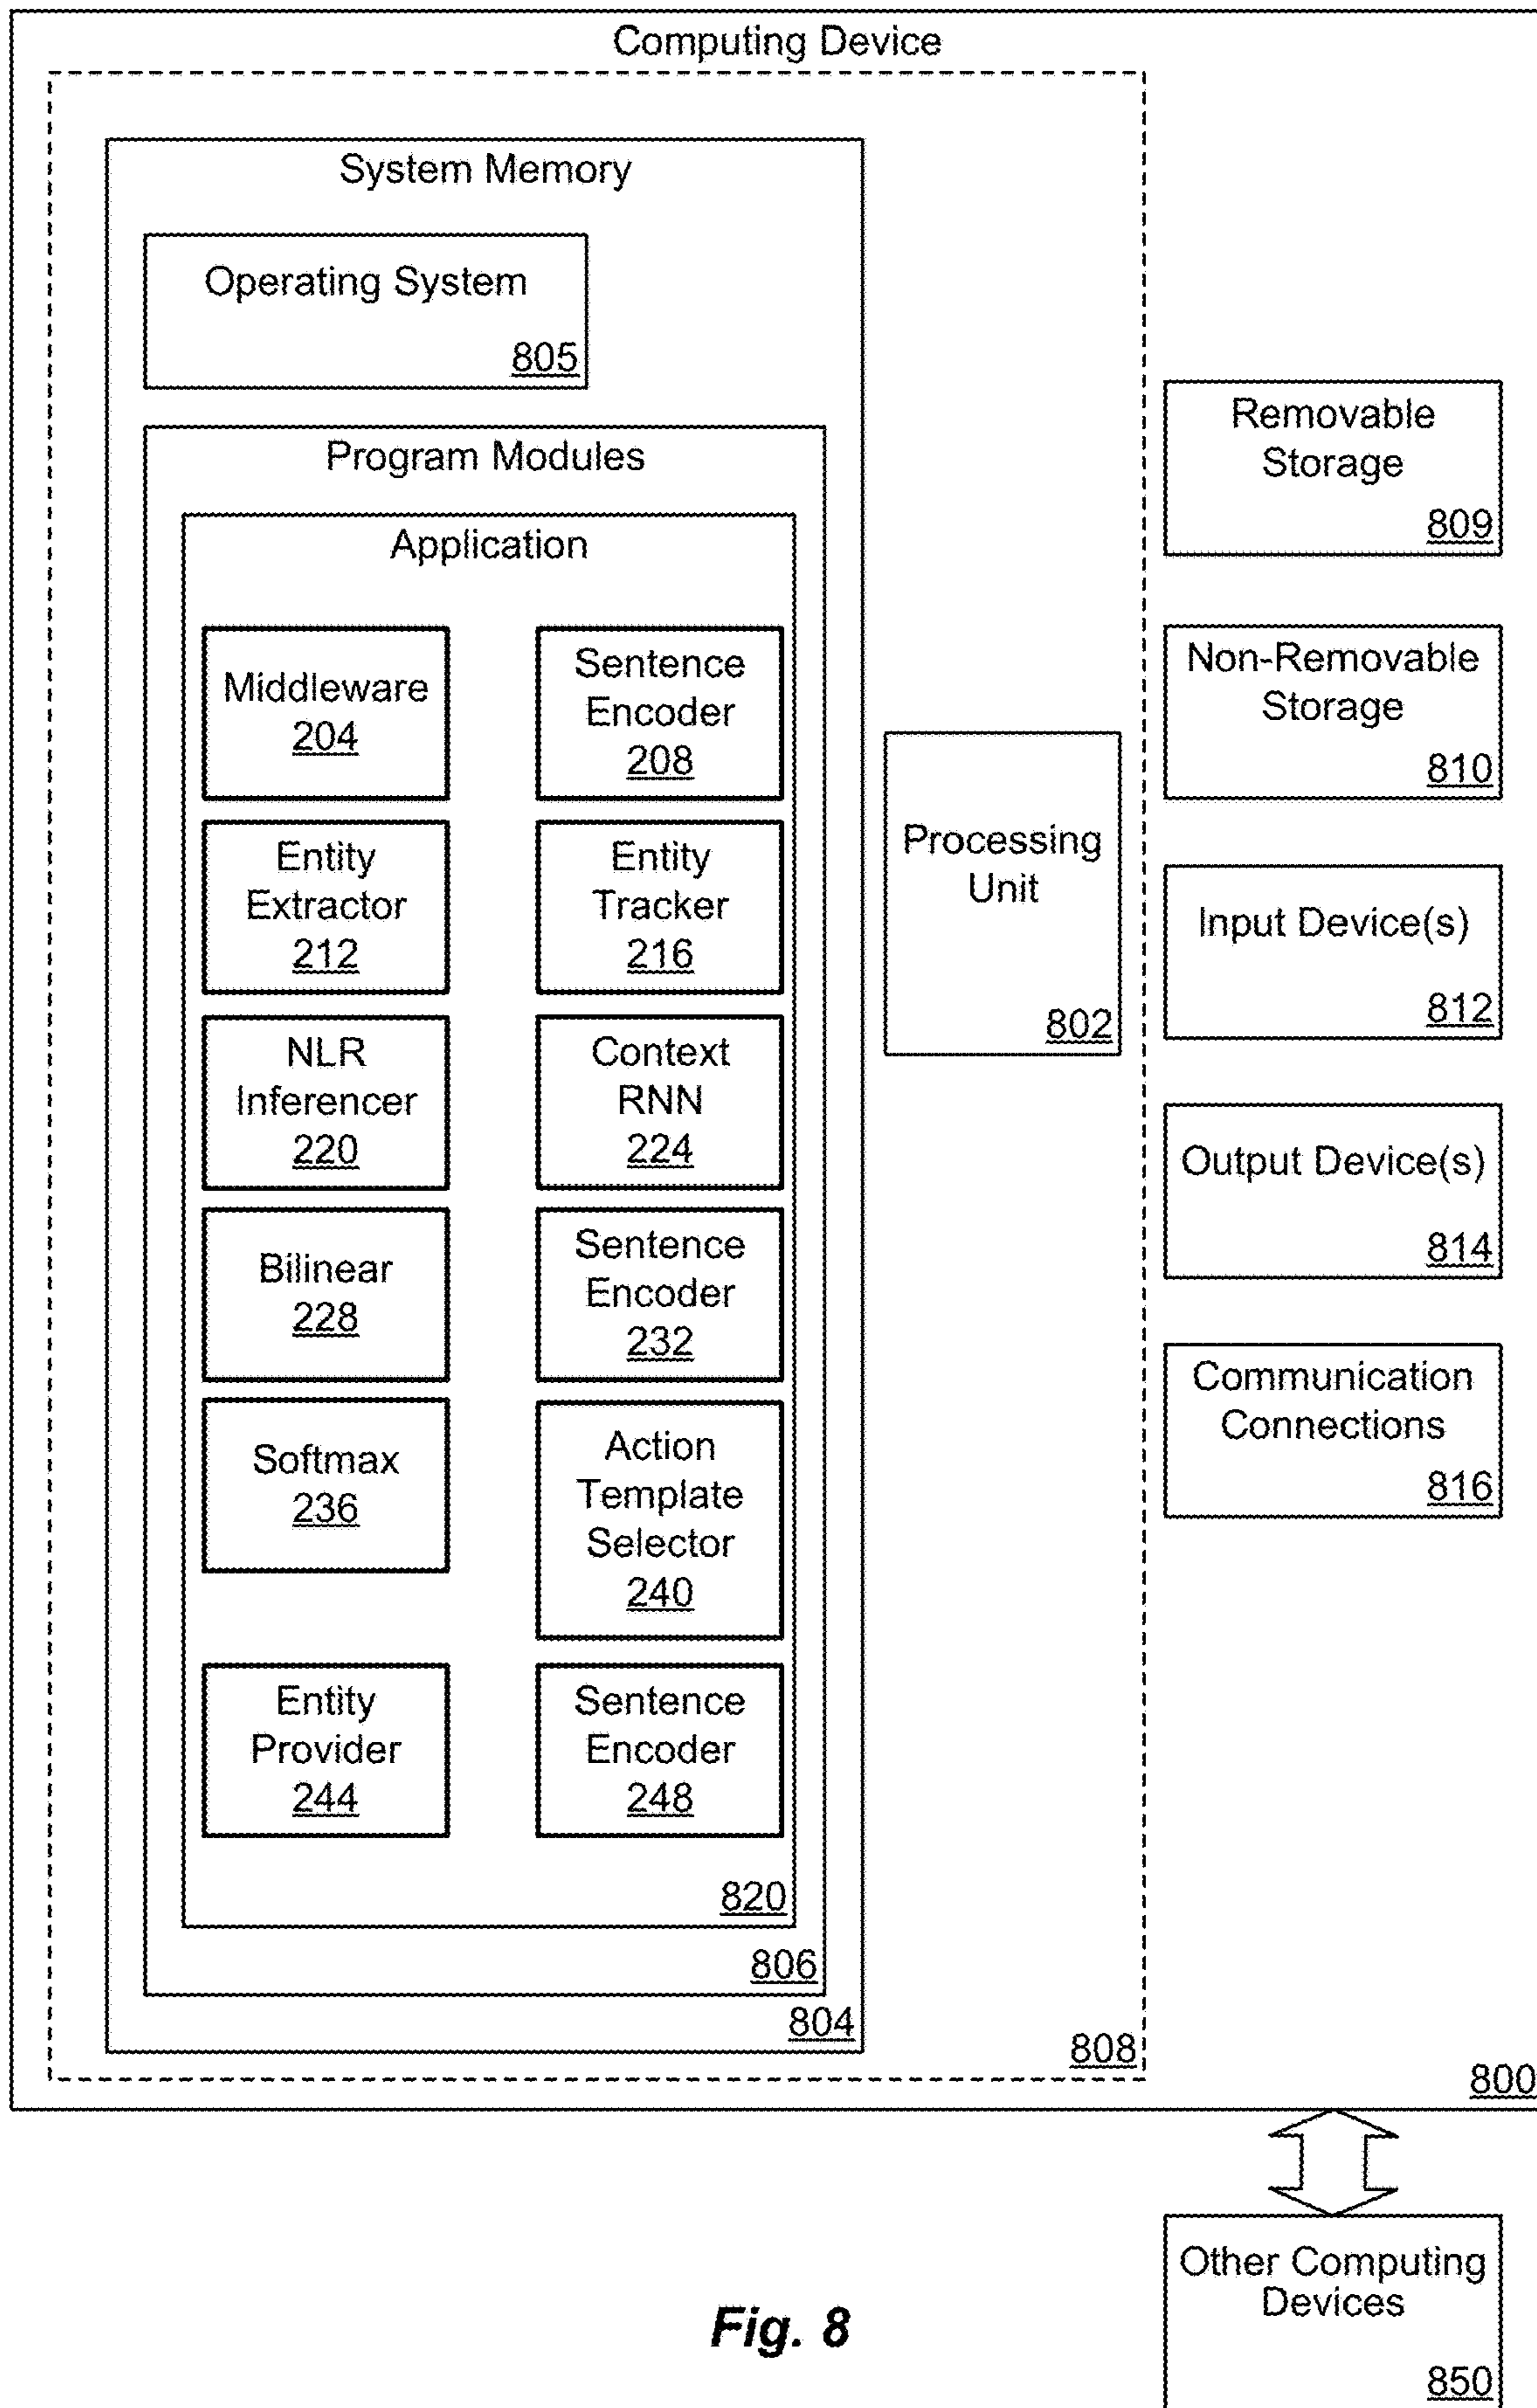 Computing Device
System Memory
Operating System
805
Program Modules
Application
Middleware
204
Sentence
Encoder
208
Entity
Extractor
212
Entity
Tracker
216
NLR
Inferencer
220
Context
RNN
224
Bilinear
228
Sentence
Encoder
232
Softmax
236
Action
Template
Selector
240
Entity
Provider
244
Sentence
Encoder
248
820
806
804
Processing
Unit
802
808
Removable
Storage
809
Non-Removable
Storage
810
Input Device(s)
812
Output Device(s)
814
Communication
Connections
816
800
Other Computing
Devices
850
Fig. 8